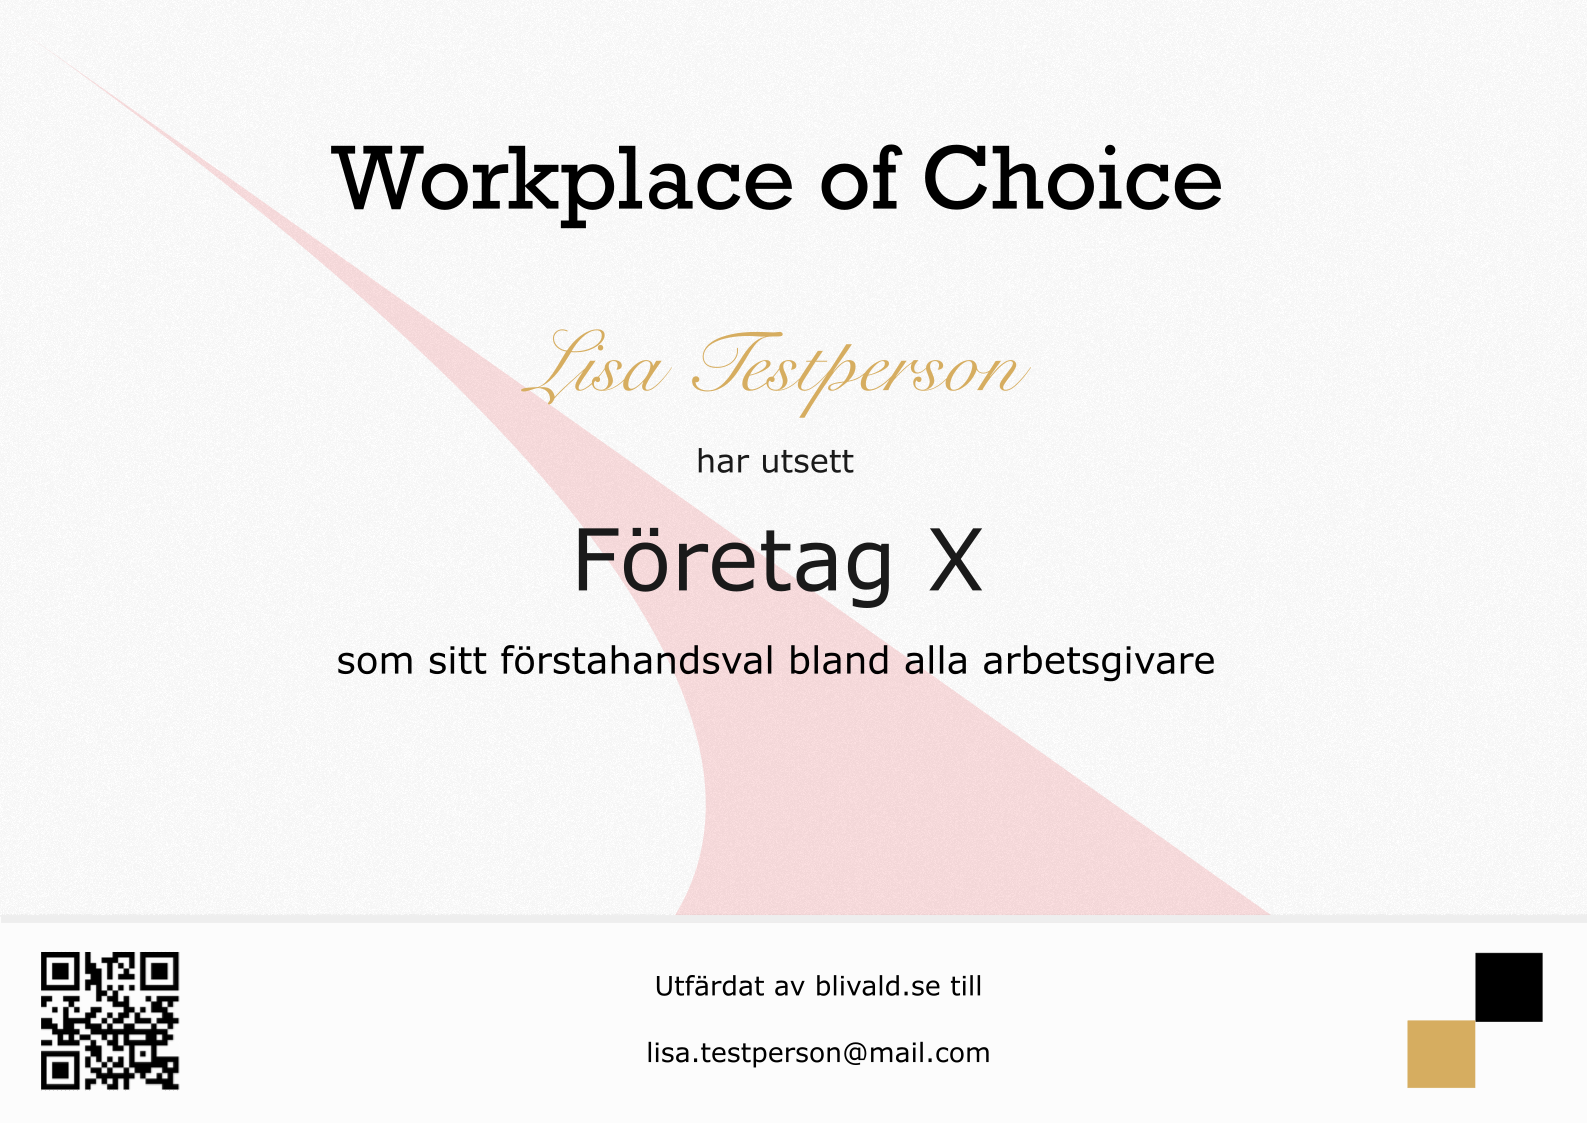 Workplace of Choice
Lisa Testperson
har utsett
Företag X
som sitt förstahandsval bland alla arbetsgivare
Utfärdat av blivald.se till
lisa.testperson@mail.com